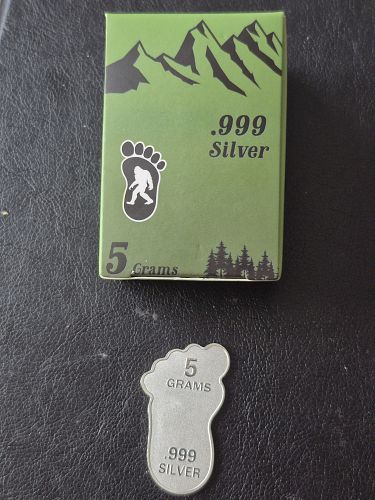 .999
Silver
5 Grams
5
GRAMS
.999
SILVER